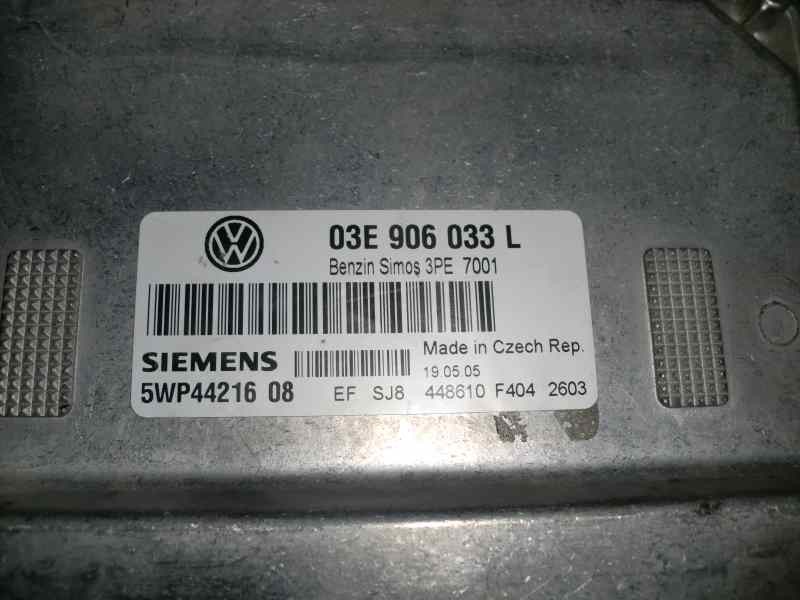 03E 906 033 L
Benzin Simos 3PE 7001
SIEMENS
Made in Czech Rep.
19.05.05
5WP44216 08 EF SJ8 448610 F404 2603